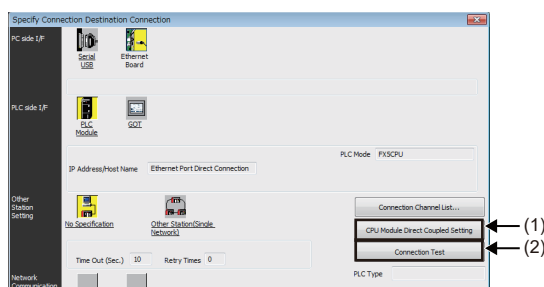 Specify Connection Destination Connection
PC side I/F
Serial
USB
Ethernet
Board
PLC side I/F
PLC
Module
GOT
PLC Mode FX5CPU
IP Address/Host Name Ethernet Port Direct Connection
Other
Station
Setting
No Specification
Other Station(Single
Network)
Connection Channel List...
CPU Module Direct Coupled Setting
(1)
Connection Test
(2)
Time Out (Sec.) 10 Retry Times 0
PLC Type
Network
Communication